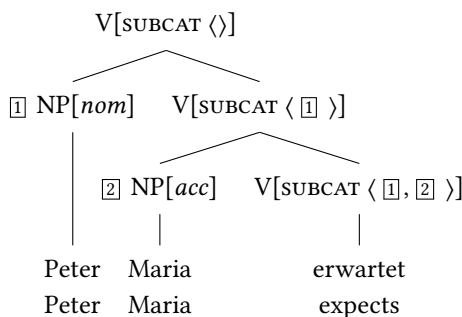 V[SUBCAT ⟨⟩]
1 NP[nom] V[SUBCAT ⟨ 1 ⟩]
2 NP[acc] V[SUBCAT ⟨ 1, 2 ⟩]
Peter Maria erwartet
Peter Maria expects